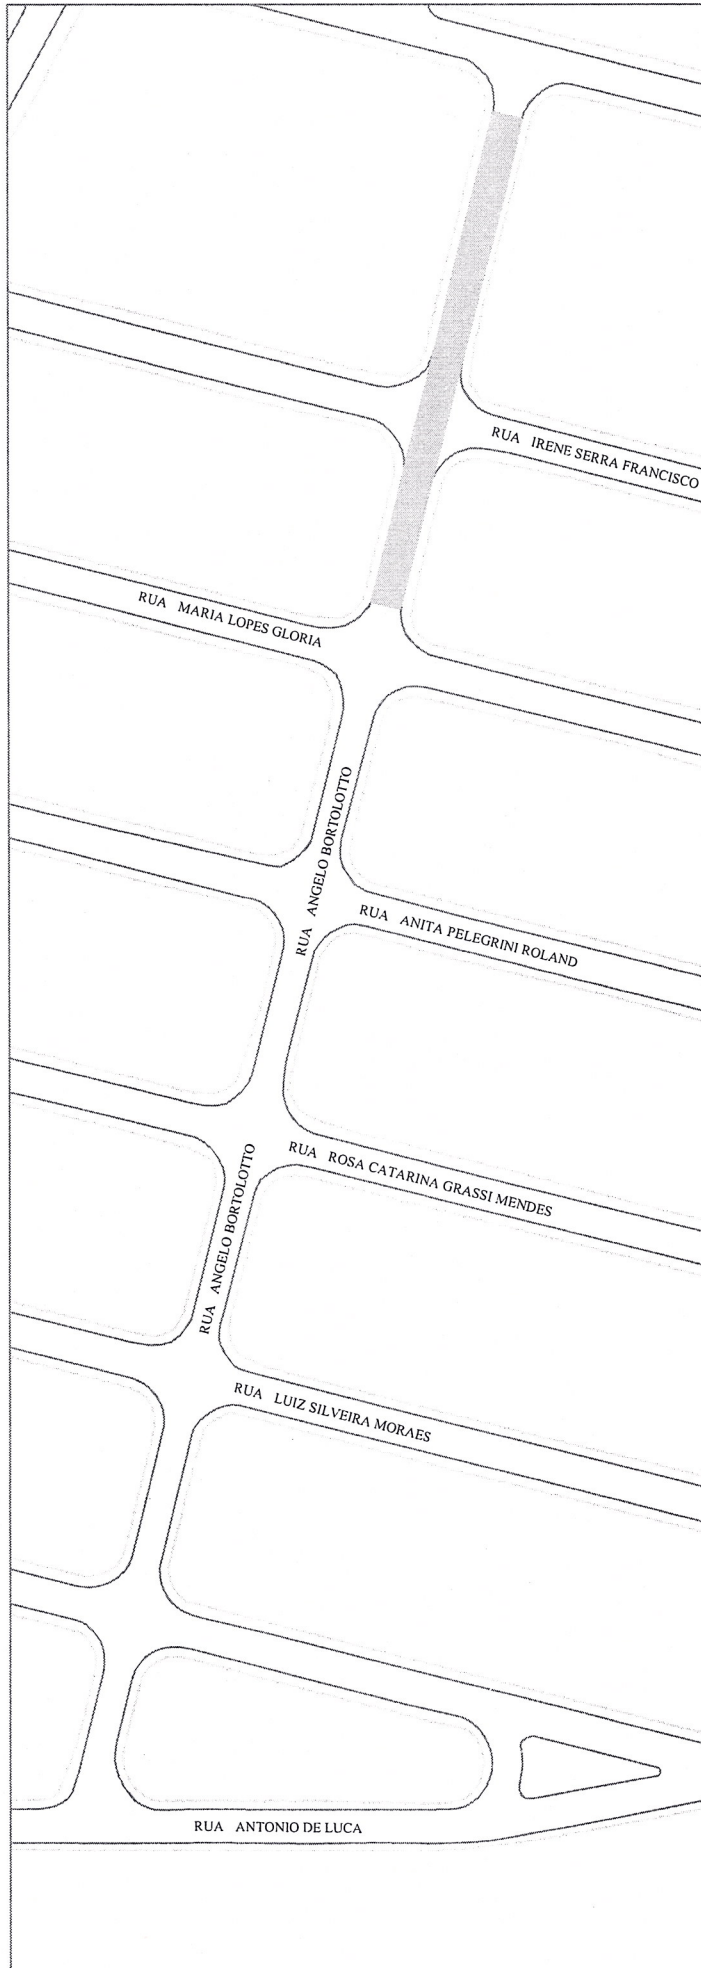 RUA IRENE SERRA FRANCISCO
RUA MARIA LOPES GLORIA
RUA ANGELO BORTOLOTTO
RUA ANITA PELEGRINI ROLAND
RUA ROSA CATARINA GRASSI MENDES
RUA ANGELO BORTOLOTTO
RUA LUIZ SILVEIRA MORAES
RUA ANTONIO DE LUCA